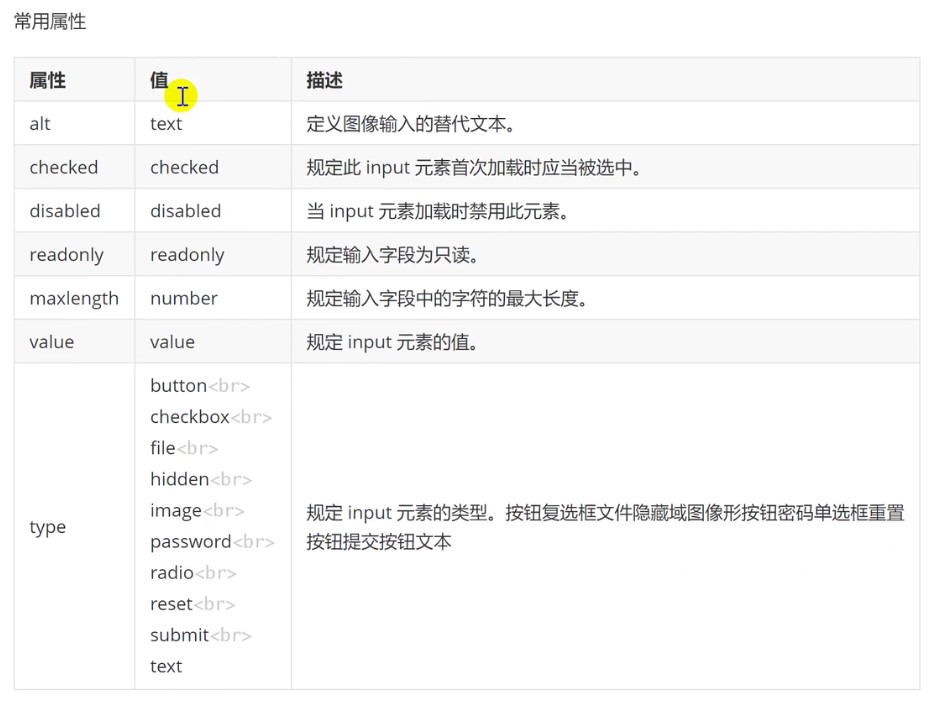 常用属性
属性 值 描述
alt text 定义图像输入的替代文本。
checked checked 规定此 input 元素首次加载时应当被选中。
disabled disabled 当 input 元素加载时禁用此元素。
readonly readonly 规定输入字段为只读。
maxlength number 规定输入字段中的字符的最大长度。
value value 规定 input 元素的值。
type
button<br>
checkbox<br>
file<br>
hidden<br>
image<br>
password<br>
radio<br>
reset<br>
submit<br>
text
规定 input 元素的类型。按钮复选框文件隐藏域图像形按钮密码单选框重置
按钮提交按钮文本